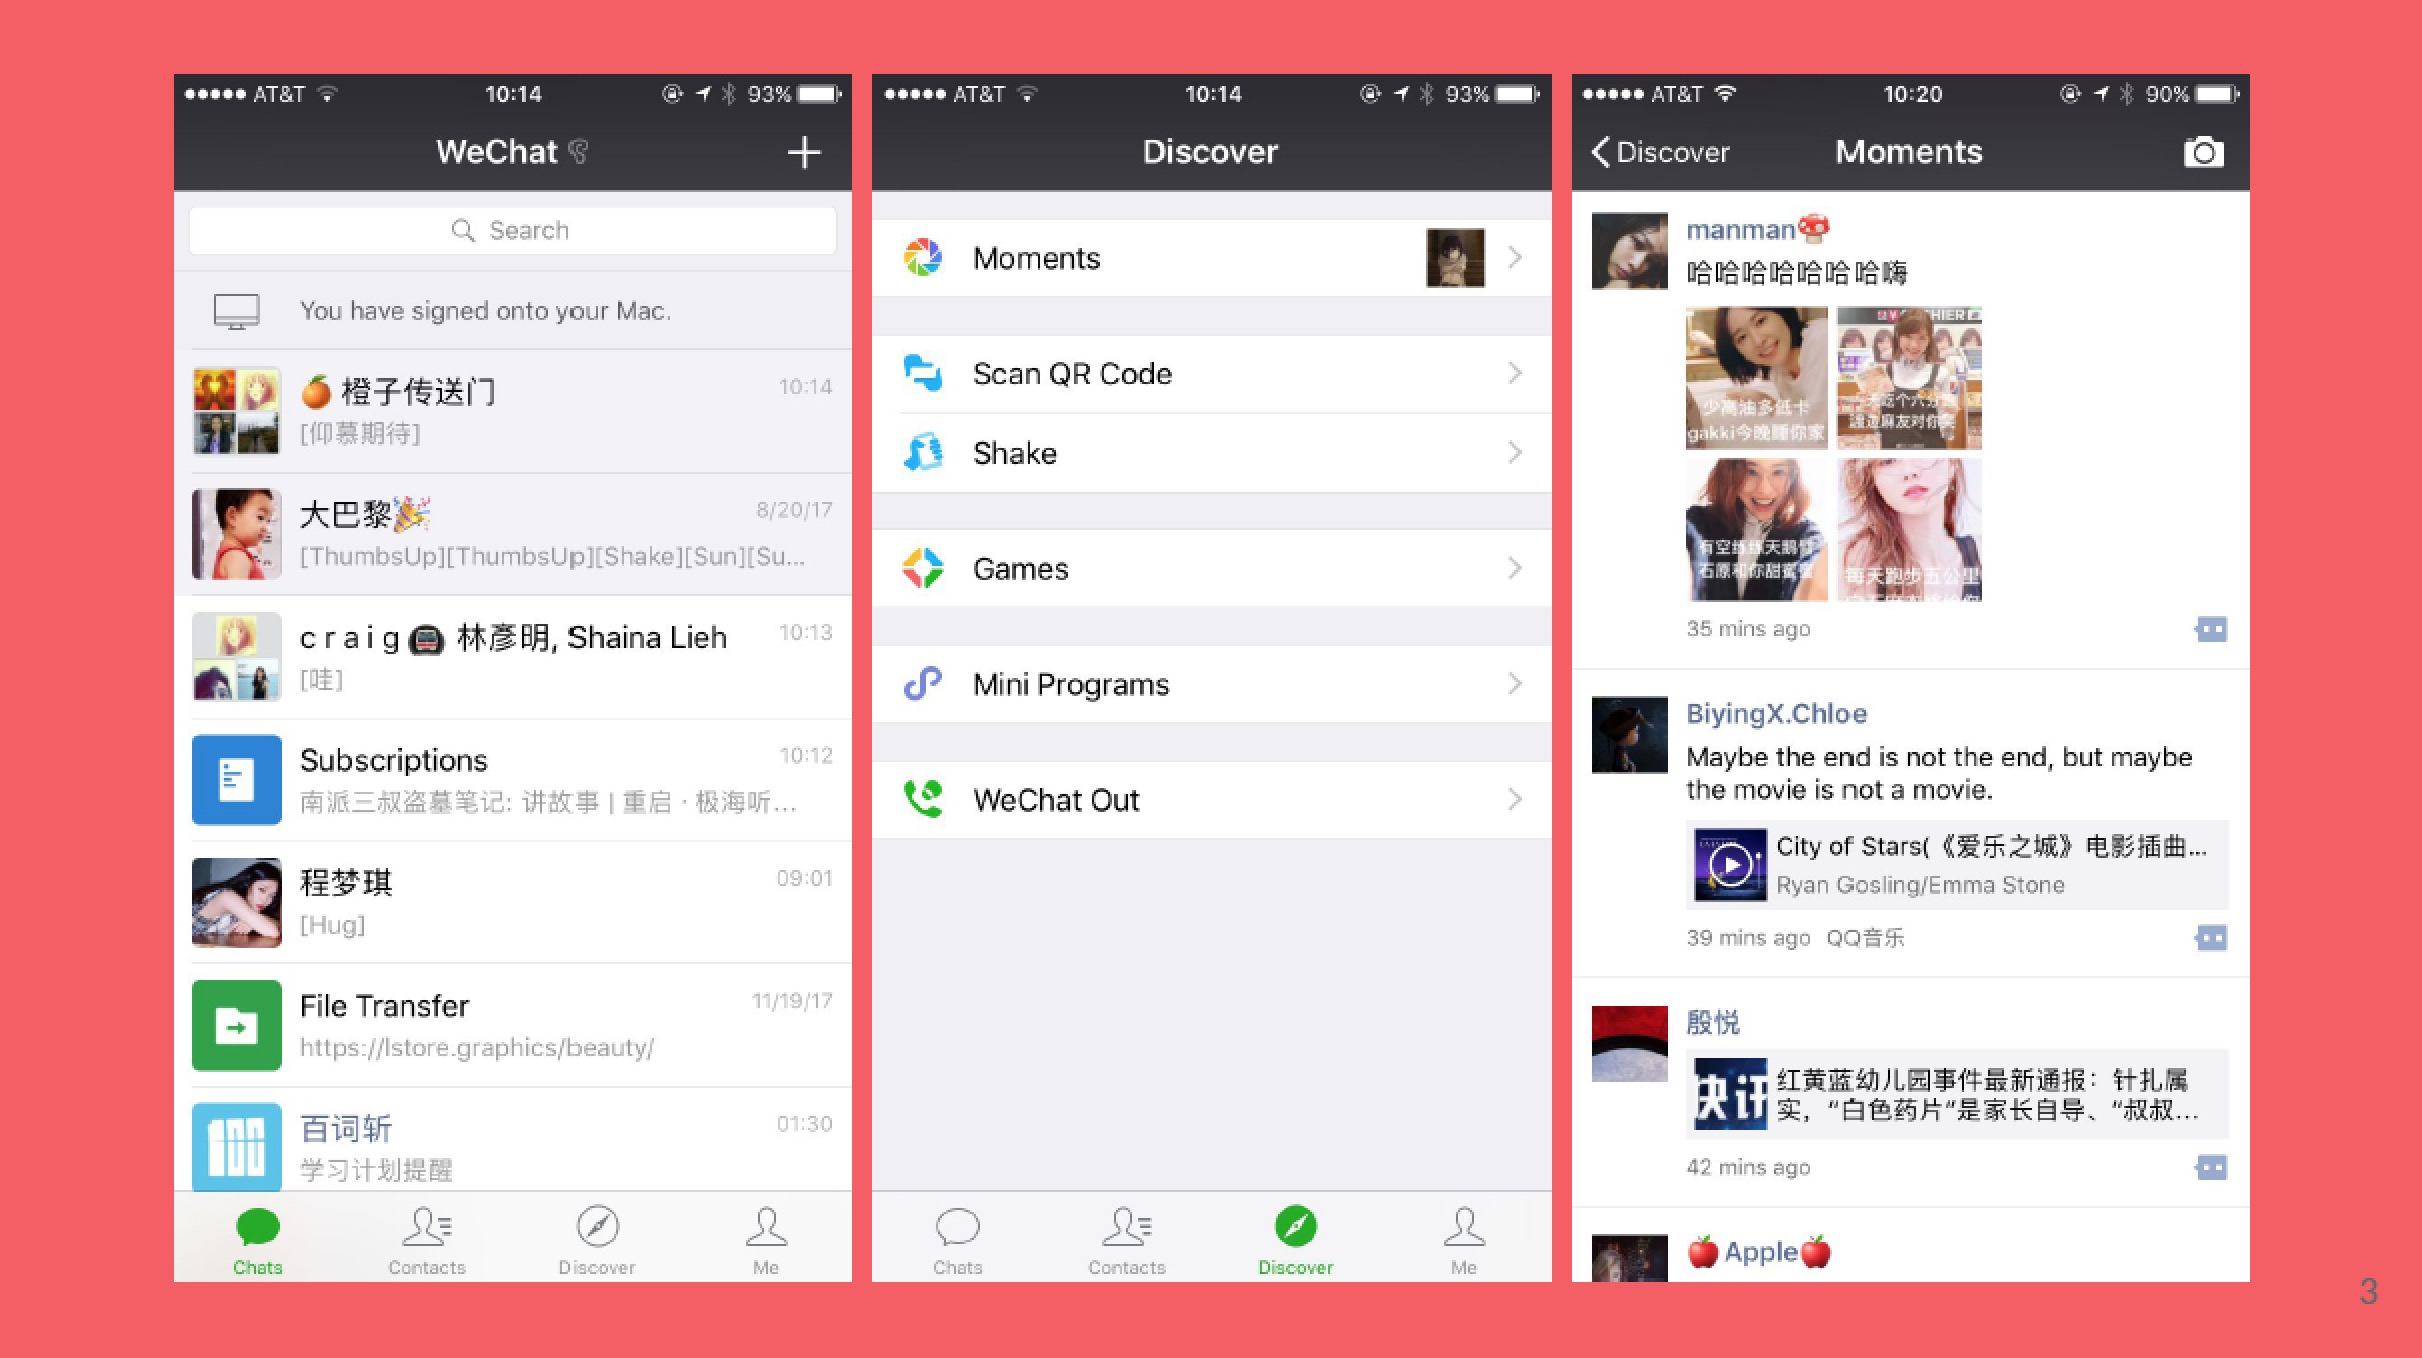 AT&T 10:14 93%
WeChat
Search
You have signed onto your Mac.
🍊 橙子传送门 10:14
[仰慕期待]
大巴黎🎉 8/20/17
[ThumbsUp][ThumbsUp][Shake][Sun][Su...
c r a i g 🚇 林彥明, Shaina Lieh 10:13
[哇]
Subscriptions 10:12
南派三叔盗墓笔记: 讲故事 | 重启 · 极海听...
程梦琪 09:01
[Hug]
File Transfer 11/19/17
https://lstore.graphics/beauty/
百词斩 01:30
学习计划提醒
Chats Contacts Discover Me
AT&T 10:14 93%
Discover
Moments
Scan QR Code
Shake
Games
Mini Programs
WeChat Out
Chats Contacts Discover Me
AT&T 10:20 90%
Discover Moments
manman🍄
哈哈哈哈哈哈哈嗨
少高油多低卡
gakki今晚睡你家
有空练练天鹅
石原和你甜蜜
每天跑步五公里
35 mins ago
BiyingX.Chloe
Maybe the end is not the end, but maybe
the movie is not a movie.
City of Stars(《爱乐之城》电影插曲...
Ryan Gosling/Emma Stone
39 mins ago QQ音乐
殷悦
红黄蓝幼儿园事件最新通报：针扎属
实，“白色药片”是家长自导、“叔叔...
42 mins ago
🍎Apple🍎
3